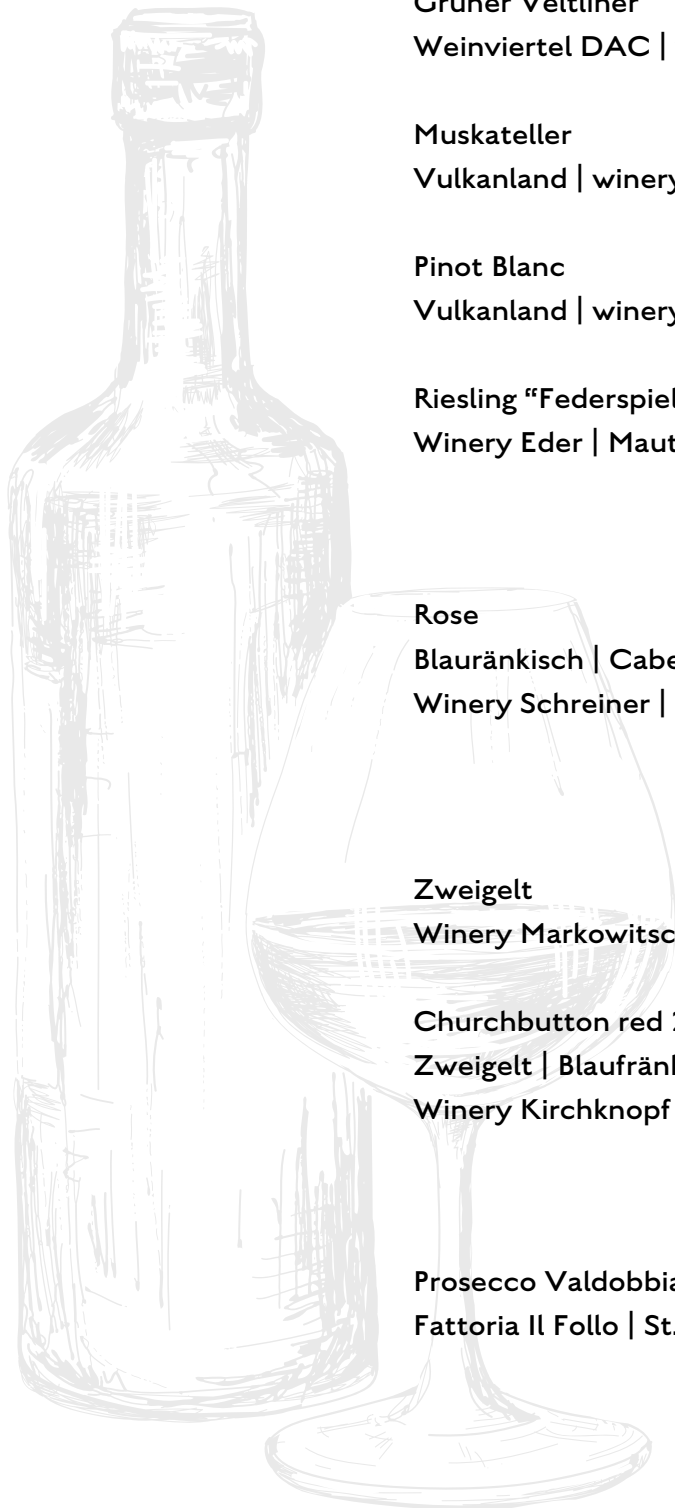 Grüner Veltliner
Weinviertel DAC |
Muskateller
Vulkanland | winery
Pinot Blanc
Vulkanland | winery
Riesling “Federspiel
Winery Eder | Maut
Rose
Blauränkisch | Cabe
Winery Schreiner |
Zweigelt
Winery Markowitsc
Churchbutton red
Zweigelt | Blaufränk
Winery Kirchknopf
Prosecco Valdobbia
Fattoria Il Follo | St.